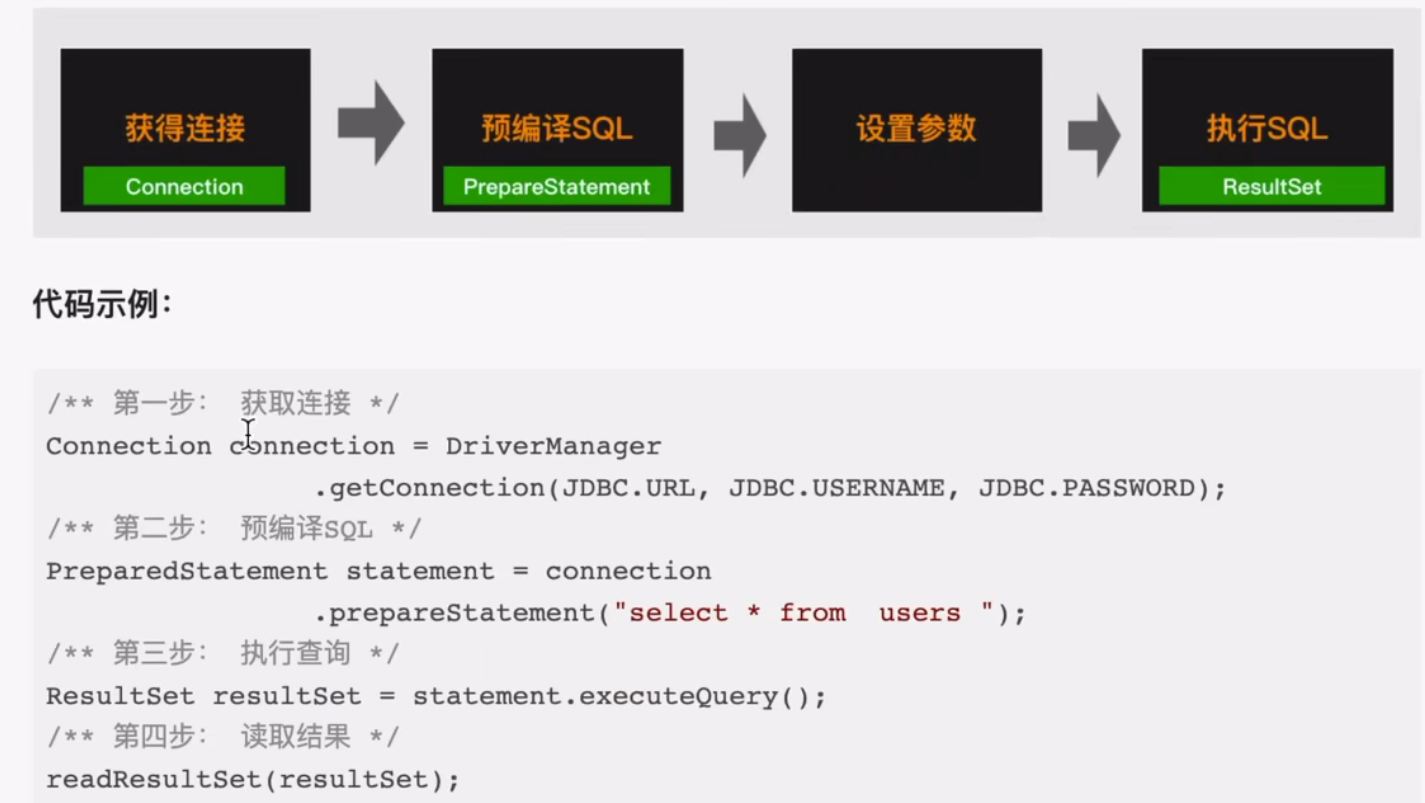 获得连接
Connection
预编译SQL
PrepareStatement
设置参数
执行SQL
ResultSet
代码示例：
/** 第一步： 获取连接 */
Connection connection = DriverManager
.getConnection(JDBC.URL, JDBC.USERNAME, JDBC.PASSWORD);
/** 第二步： 预编译SQL */
PreparedStatement statement = connection
.prepareStatement("select * from  users ");
/** 第三步： 执行查询 */
ResultSet resultSet = statement.executeQuery();
/** 第四步： 读取结果 */
readResultSet(resultSet);